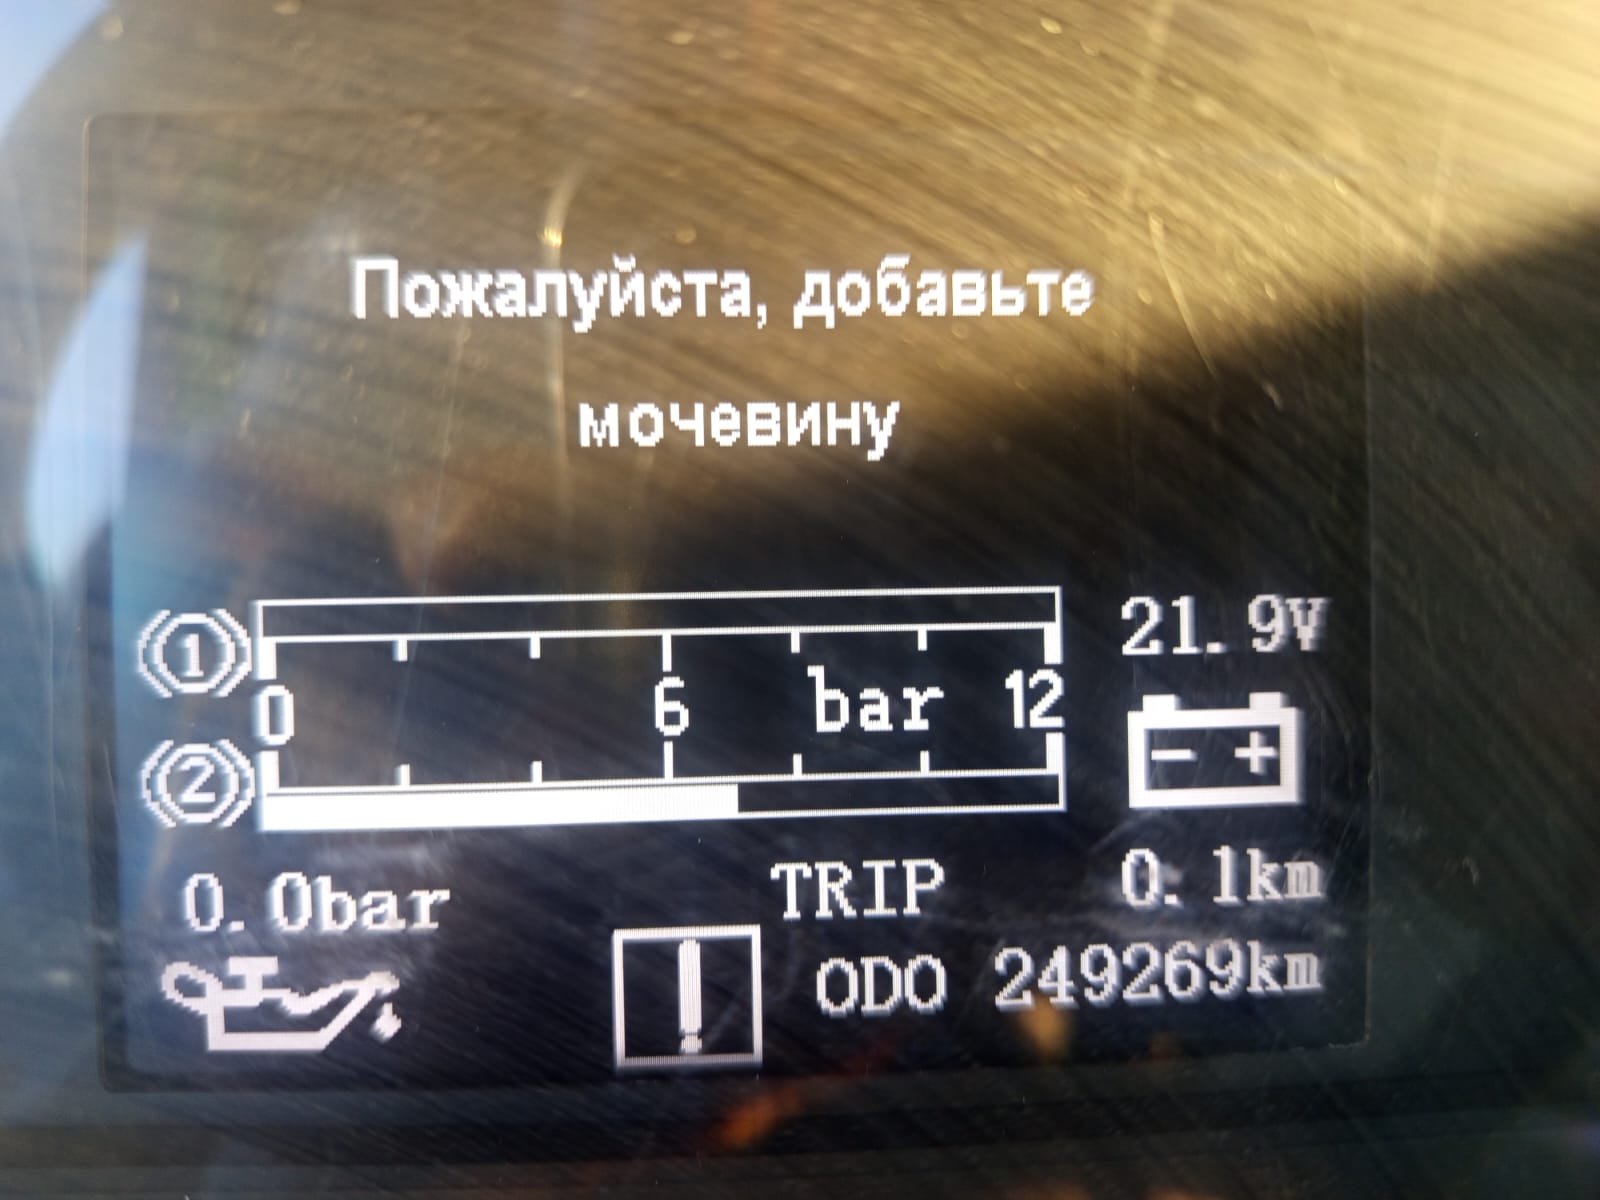 Пожалуйста, добавьте
мочевину
1
21.9V
0 6 bar 12
- +
2
0.0bar
TRIP 0.1km
!
ODO 249269km